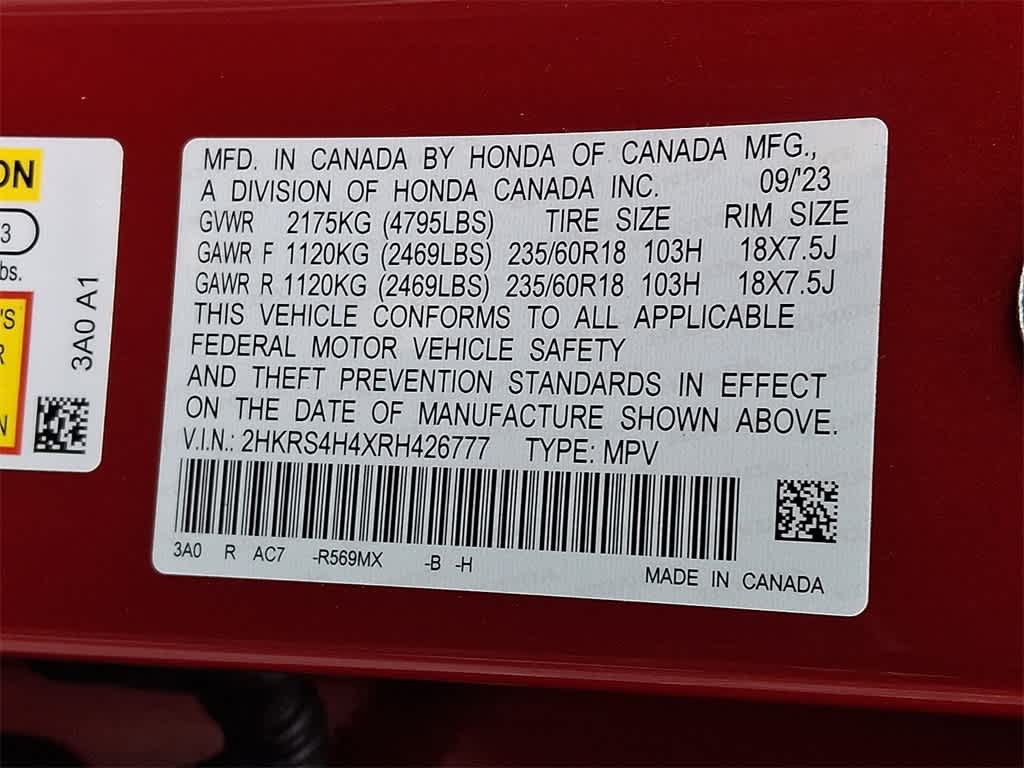 ON
3
bs.
'S
R
N
3A0 A1
MFD. IN CANADA BY HONDA OF CANADA MFG.,
A DIVISION OF HONDA CANADA INC. 09/'23
GVWR 2175KG (4795LBS) TIRE SIZE RIM SIZE
GAWR F 1120KG (2469LBS) 235/60R18 103H 18X7.5J
GAWR R 1120KG (2469LBS) 235/60R18 103H 18X7.5J
THIS VEHICLE CONFORMS TO ALL APPLICABLE
FEDERAL MOTOR VEHICLE SAFETY
AND THEFT PREVENTION STANDARDS IN EFFECT
ON THE DATE OF MANUFACTURE SHOWN ABOVE.
V.I.N.: 2HKRS4H4XRH426777 TYPE: MPV
3A0 R AC7 -R569MX -B -H
MADE IN CANADA